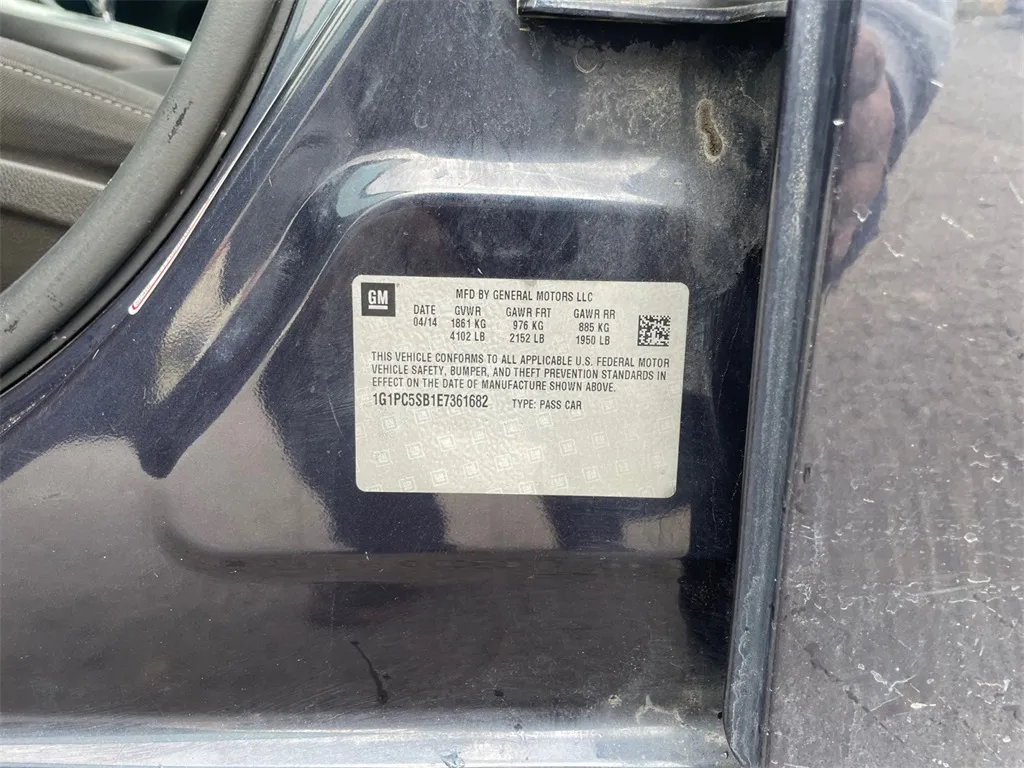 GM
MFD BY GENERAL MOTORS LLC
DATE GVWR GAWR FRT GAWR RR
04/14 1861 KG 976 KG 885 KG
4102 LB 2152 LB 1950 LB
THIS VEHICLE CONFORMS TO ALL APPLICABLE U.S. FEDERAL MOTOR
VEHICLE SAFETY, BUMPER, AND THEFT PREVENTION STANDARDS IN
EFFECT ON THE DATE OF MANUFACTURE SHOWN ABOVE.
1G1PC5SB1E7361682 TYPE: PASS CAR